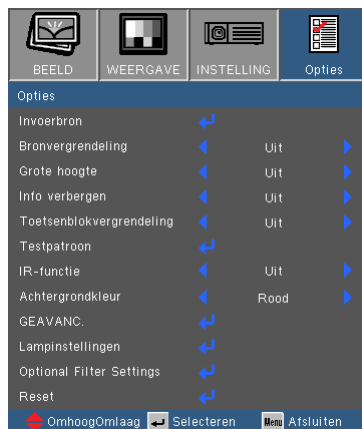 BEELD WEERGAVE INSTELLING Opties
Opties
Invoerbron
Bronvergrendeling Uit
Grote hoogte Uit
Info verbergen Uit
Toetsenblokvergrendeling Uit
Testpatroon
IR-functie Uit
Achtergrondkleur Rood
GEAVANC.
Lampinstellingen
Optional Filter Settings
Reset
OmhoogOmlaag Selecteren Menu Afsluiten